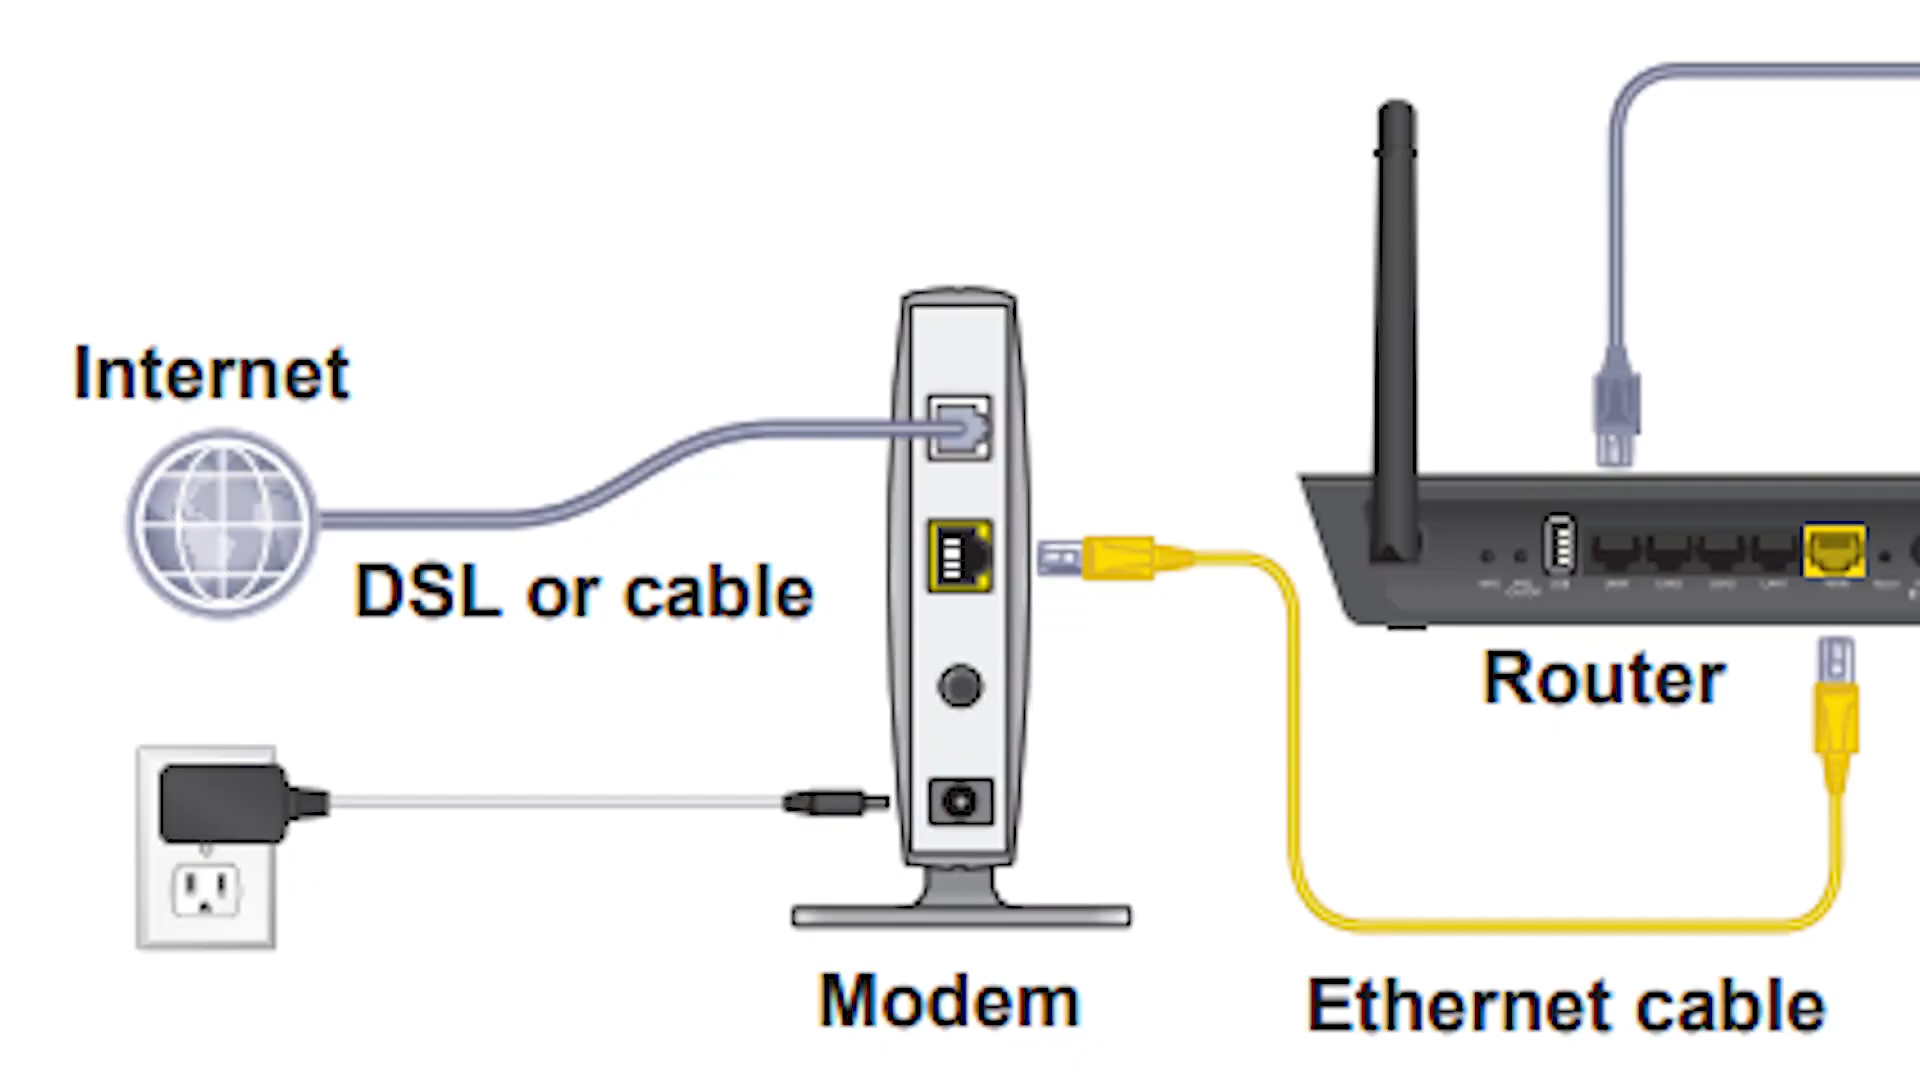 Internet
DSL or cable
Router
Modem
Ethernet cable